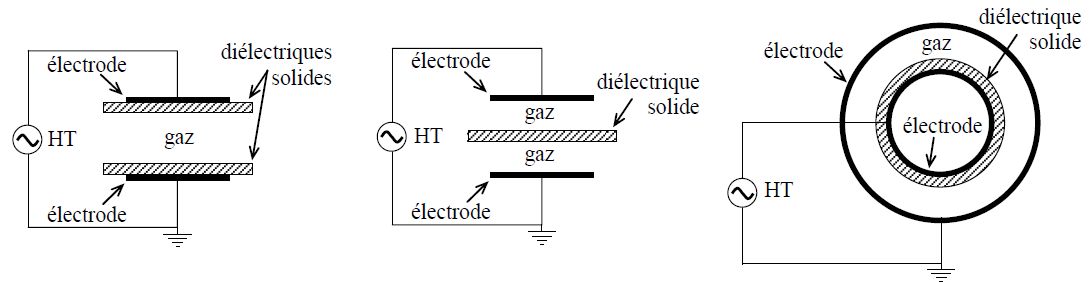 électrode
diélectriques
solides
HT
gaz
électrode
électrode
gaz
diélectrique
solide
HT
gaz
électrode
diélectrique
solide
gaz
électrode
électrode
HT